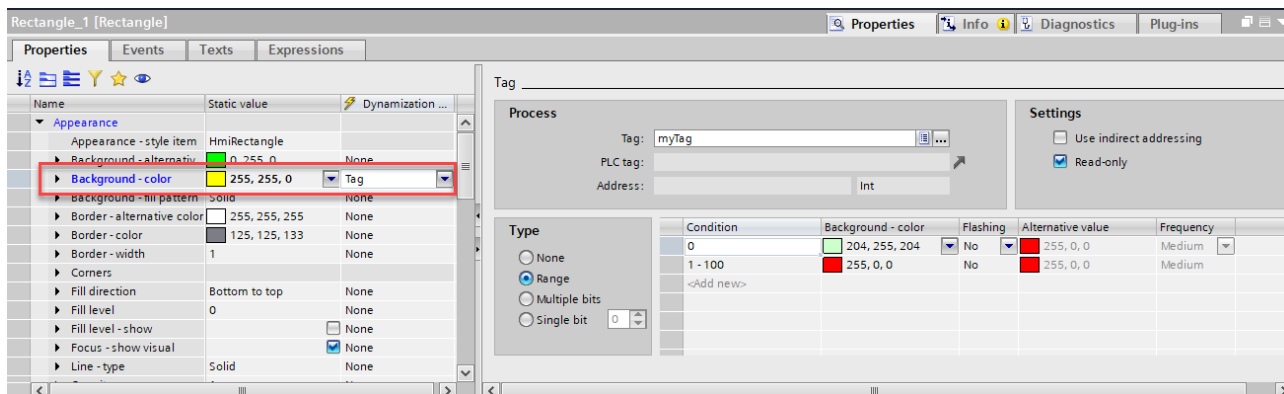 Rectangle_1 [Rectangle]
Properties Info Diagnostics Plug-ins
Properties Events Texts Expressions
Name Static value Dynamization ...
Appearance
Appearance - style item HmiRectangle
Background - alternativ 0, 255, 0 None
Background - color 255, 255, 0 Tag
Background - fill pattern Solid None
Border - alternative color 255, 255, 255 None
Border - color 125, 125, 133 None
Border - width 1 None
Corners
Fill direction Bottom to top None
Fill level 0 None
Fill level - show None
Focus - show visual None
Line - type Solid None
Tag
Process
Tag: myTag ...
PLC tag:
Address: Int
Settings
Use indirect addressing
Read-only
Type
None
Range
Multiple bits
Single bit 0
Condition Background - color Flashing Alternative value Frequency
0 204, 255, 204 No 255, 0, 0 Medium
1 - 100 255, 0, 0 No 255, 0, 0 Medium
<Add new>